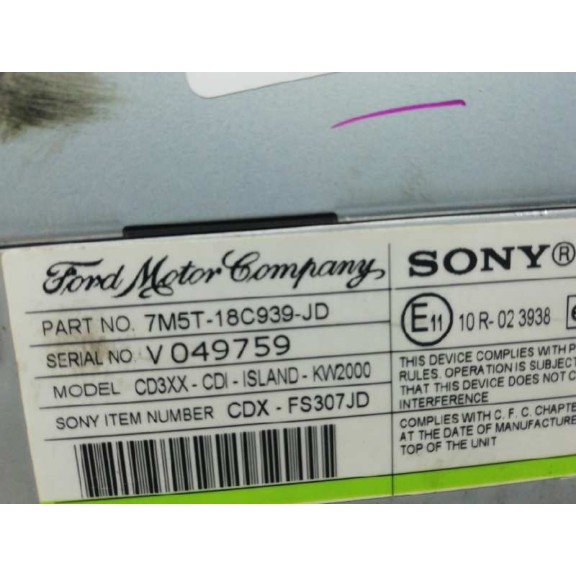 Ford Motor Company
PART NO. 7M5T-18C939-JD
SERIAL NO. V 049759
MODEL CD3XX - CDI - ISLAND - KW2000
SONY ITEM NUMBER CDX - FS307JD
SONY®
E11 10 R - 02 3938
THIS DEVICE COMPLIES WITH P
RULES. OPERATION IS SUBJECT
THAT THIS DEVICE DOES NOT C
INTERFERENCE
COMPLIES WITH C. F. C. CHAPTE
AT THE DATE OF MANUFACTURE
TOP OF THE UNIT